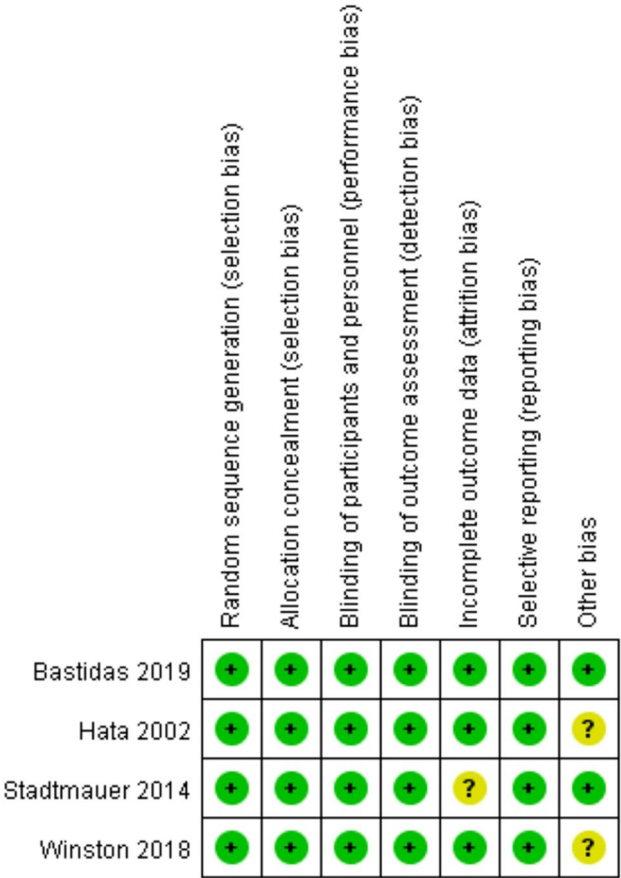 Random sequence generation (selection bias)
Allocation concealment (selection bias)
Blinding of participants and personnel (performance bias)
Blinding of outcome assessment (detection bias)
Incomplete outcome data (attrition bias)
Selective reporting (reporting bias)
Other bias
Bastidas 2019 + + + + + + +
Hata 2002 + + + + + + ?
Stadtmauer 2014 + + + + ? + +
Winston 2018 + + + + + + ?